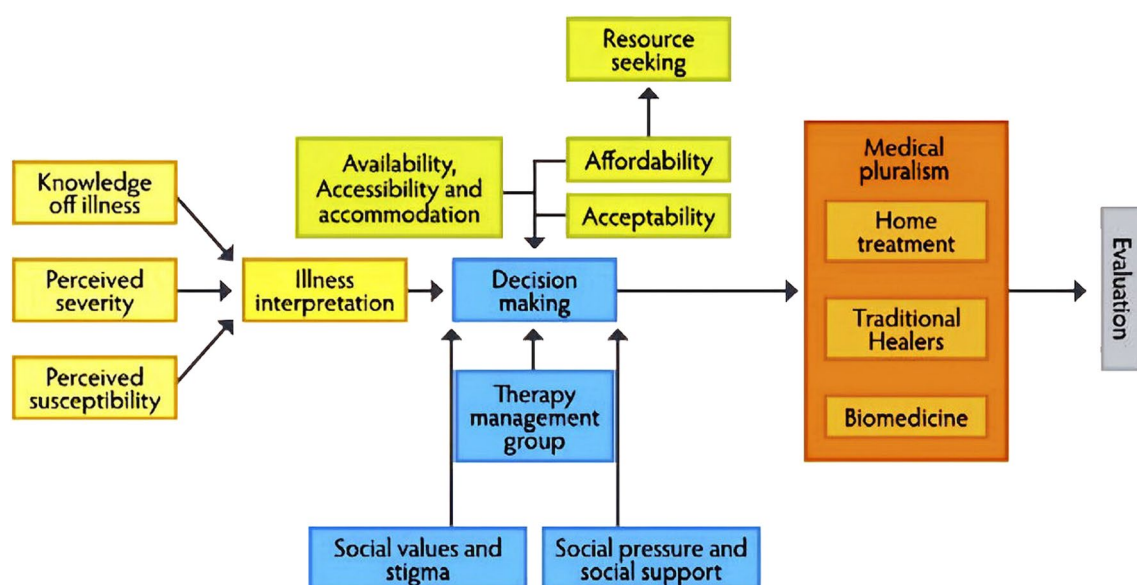 Resource
seeking
Availability,
Accessibility and
accommodation
Affordability
Acceptability
Knowledge
off illness
Perceived
severity
Perceived
susceptibility
Illness
interpretation
Decision
making
Therapy
management
group
Social values and
stigma
Social pressure and
social support
Medical
pluralism
Home
treatment
Traditional
Healers
Biomedicine
Evaluation